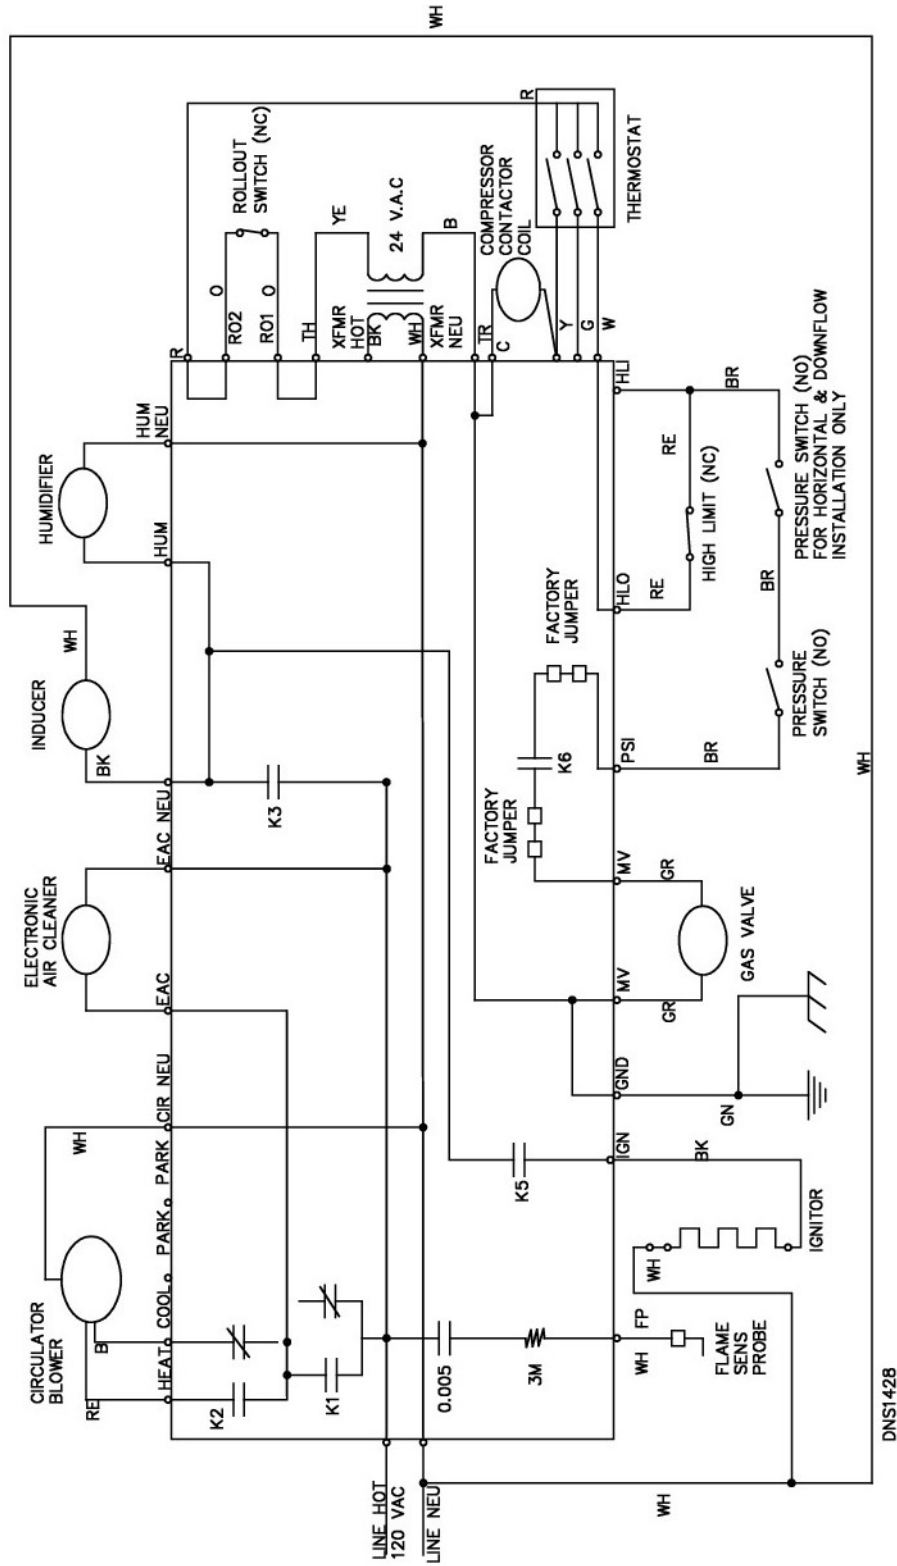 WH
CIRCULATOR
BLOWER
RE
B
WH
HEAT
COOL
PARK
PARK
CIR NEU
ELECTRONIC
AIR CLEANER
EAC
EAC NEU
INDUCER
BK
WH
HUMIDIFIER
HUM
HUM
NEU
R
RO2
O
RO1
O
ROLLOUT
SWITCH (NC)
TH
YE
XFMR
HOT
BK
24 V.A.C
WH
XFMR
NEU
B
TR
C
COMPRESSOR
CONTACTOR
COIL
R
THERMOSTAT
Y
G
W
K2
K1
K3
LINE HOT
120 VAC
LINE NEU
0.005
3M
K5
FACTORY
JUMPER
K6
FACTORY
JUMPER
FP
WH
FLAME
SENS
PROBE
WH
IGNITOR
IGN
BK
GND
GN
MV
GR
MV
GR
GAS VALVE
PSI
BR
PRESSURE
SWITCH (NO)
BR
HLO
RE
HIGH LIMIT (NC)
RE
HLI
BR
PRESSURE SWITCH (NO)
FOR HORIZONTAL & DOWNFLOW
INSTALLATION ONLY
WH
WH
DNS1428